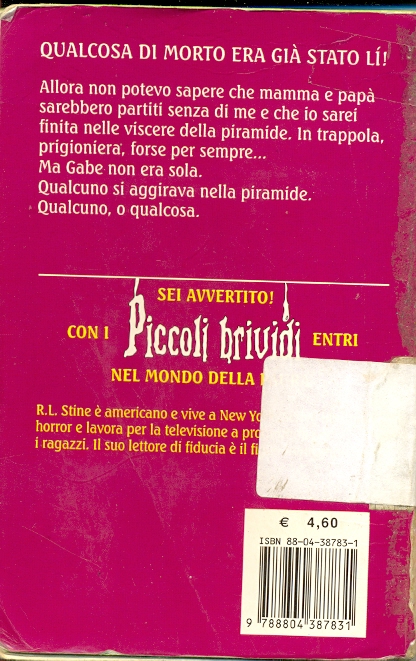 QUALCOSA DI MORTO ERA GIÀ STATO LÍ!
Allora non potevo sapere che mamma e papà
sarebbero partiti senza di me e che io sarei
finita nelle viscere della piramide. In trappola,
prigioniera, forse per sempre...
Ma Gabe non era sola.
Qualcuno si aggirava nella piramide.
Qualcuno, o qualcosa.
SEI AVVERTITO!
CON I Piccoli brividi ENTRI
NEL MONDO DELLA
R.L. Stine è americano e vive a New
horror e lavora per la televisione a
i ragazzi. Il suo lettore di fiducia è il
€ 4,60
ISBN 88-04-38783-1
9 788804 387831